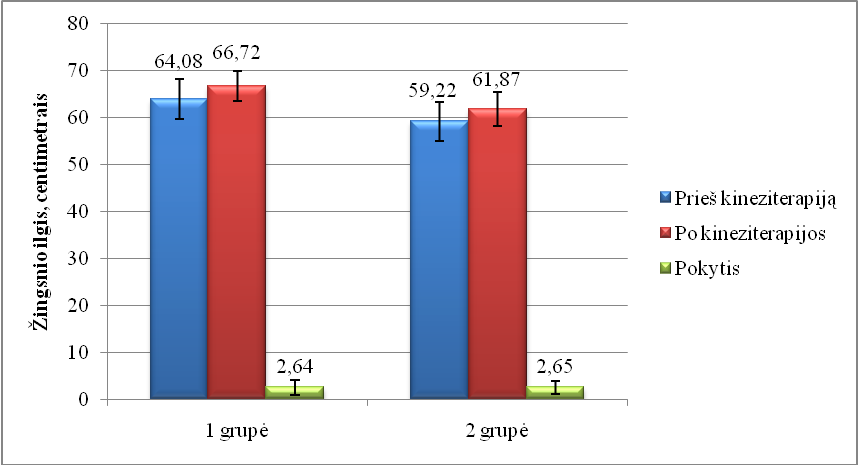 80
70
60
50
40
30
20
10
0
Žingsnio ilgis, centimetrais
64,08
66,72
2,64
59,22
61,87
2,65
1 grupė
2 grupė
Prieš kineziterapiją
Po kineziterapijos
Pokytis